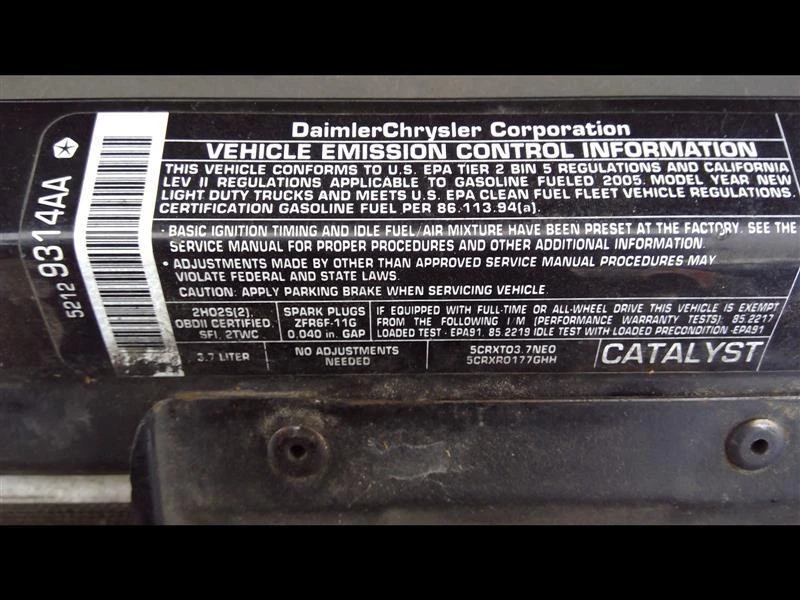 5212 9314AA
DaimlerChrysler Corporation
VEHICLE EMISSION CONTROL INFORMATION
THIS VEHICLE CONFORMS TO U.S. EPA TIER 2 BIN 5 REGULATIONS AND CALIFORNIA
LEV II REGULATIONS APPLICABLE TO GASOLINE FUELED 2005, MODEL YEAR NEW
LIGHT DUTY TRUCKS AND MEETS U.S. EPA CLEAN FUEL FLEET VEHICLE REGULATIONS.
CERTIFICATION GASOLINE FUEL PER 86.113.94(a).
• BASIC IGNITION TIMING AND IDLE FUEL/AIR MIXTURE HAVE BEEN PRESET AT THE FACTORY. SEE THE
SERVICE MANUAL FOR PROPER PROCEDURES AND OTHER ADDITIONAL INFORMATION.
• ADJUSTMENTS MADE BY OTHER THAN APPROVED SERVICE MANUAL PROCEDURES MAY
VIOLATE FEDERAL AND STATE LAWS.
CAUTION: APPLY PARKING BRAKE WHEN SERVICING VEHICLE.
2HO2S(2),
OBDII CERTIFIED,
SFI, 2TWC
SPARK PLUGS
ZFR6F-11G
0.040 in. GAP
IF EQUIPPED WITH FULL-TIME OR ALL-WHEEL DRIVE THIS VEHICLE IS EXEMPT
FROM THE FOLLOWING I/M (PERFORMANCE WARRANTY TESTS): 85.2217
LOADED TEST - EPA91, 85.2219 IDLE TEST WITH LOADED PRECONDITION -EPA91
3.7 LITER
NO ADJUSTMENTS
NEEDED
5CRXT03.7NE0
5CRXR0177GHH
CATALYST